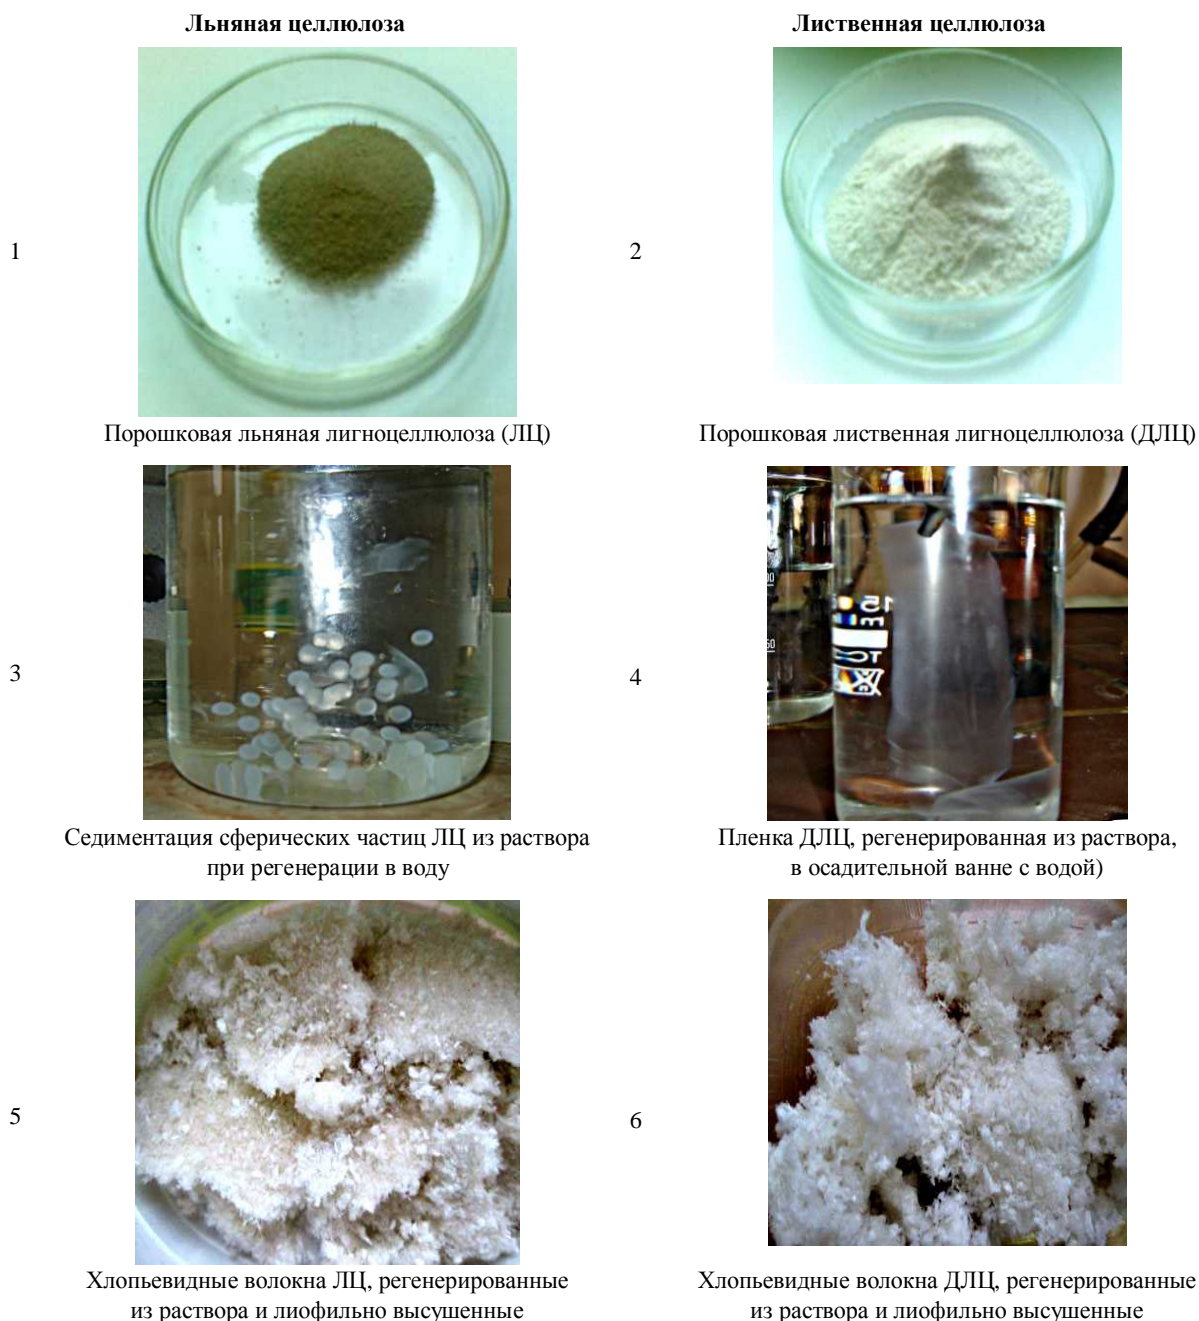 Льняная целлюлоза
Лиственная целлюлоза
1
2
Порошковая льняная лигноцеллюлоза (ЛЦ)
Порошковая лиственная лигноцеллюлоза (ДЛЦ)
3
4
Седиментация сферических частиц ЛЦ из раствора
при регенерации в воду
Пленка ДЛЦ, регенерированная из раствора,
в осадительной ванне с водой)
5
6
Хлопьевидные волокна ЛЦ, регенерированные
из раствора и лиофильно высушенные
Хлопьевидные волокна ДЛЦ, регенерированные
из раствора и лиофильно высушенные